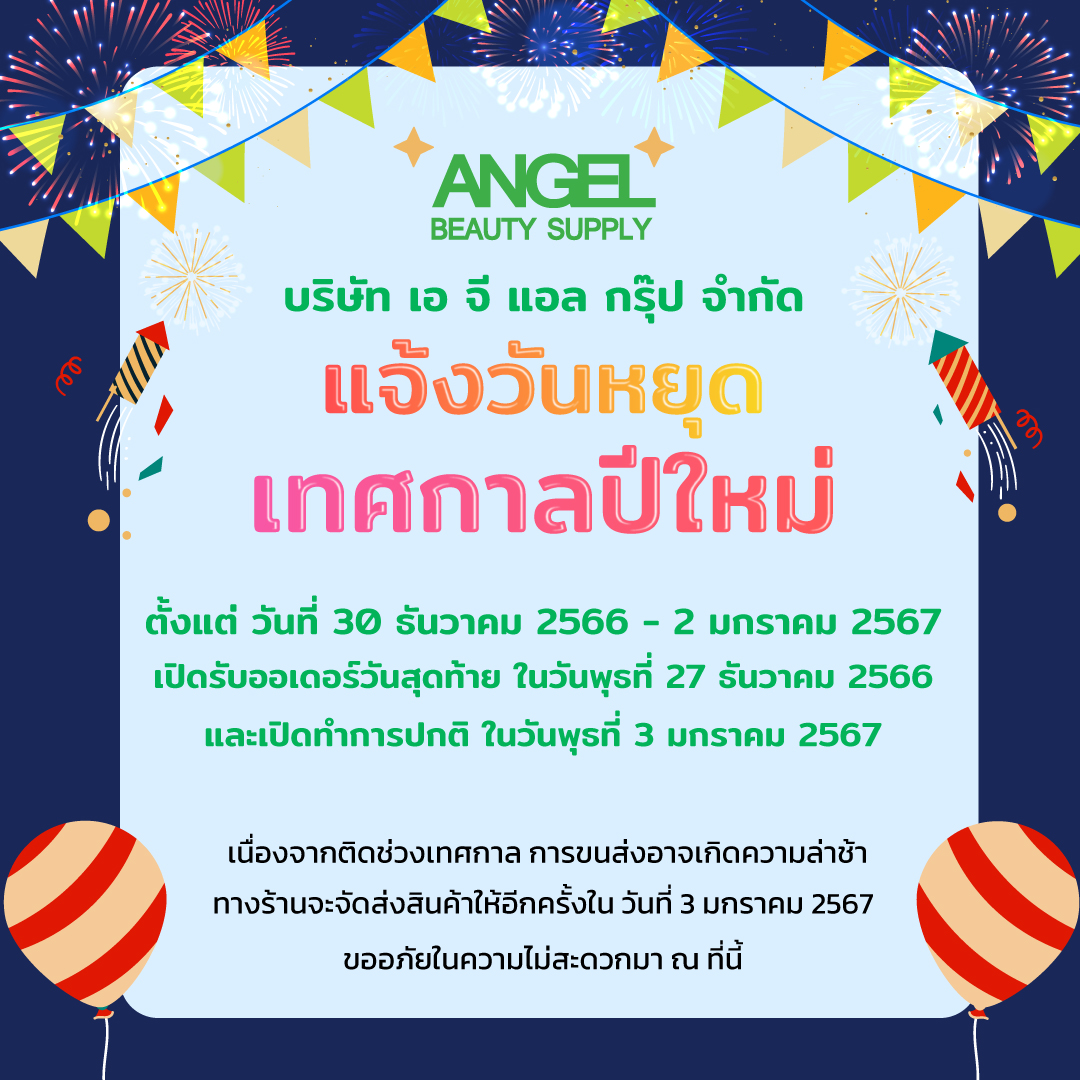 ANGEL
BEAUTY SUPPLY
บริษัท เอ จี แอล กรุ๊ป จำกัด
แจ้งวันหยุด
เทศกาลปีใหม่
ตั้งแต่ วันที่ 30 ธันวาคม 2566 - 2 มกราคม 2567
เปิดรับออเดอร์วันสุดท้าย ในวันพุธที่ 27 ธันวาคม 2566
และเปิดทำการปกติ ในวันพุธที่ 3 มกราคม 2567
เนื่องจากติดช่วงเทศกาล การขนส่งอาจเกิดความล่าช้า
ทางร้านจะจัดส่งสินค้าให้อีกครั้งใน วันที่ 3 มกราคม 2567
ขออภัยในความไม่สะดวกมา ณ ที่นี้